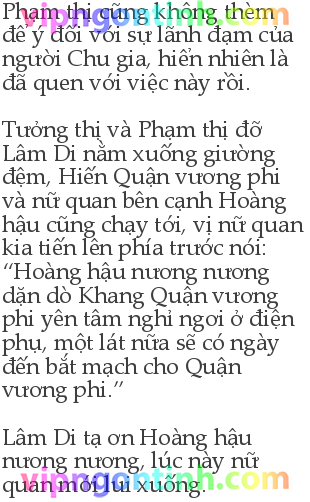 Phạm thị cũng không thèm
để ý đối với sự lãnh đạm của
người Chu gia, hiển nhiên là
đã quen với việc này rồi.
Tưởng thị và Phạm thị đỡ
Lâm Di nằm xuống giường
đệm, Hiến Quận vương phi
và nữ quan bên cạnh Hoàng
hậu cũng chạy tới, vị nữ quan
kia tiến lên phía trước nói:
“Hoàng hậu nương nương
dặn dò Khang Quận vương
phi yên tâm nghỉ ngơi ở điện
phụ, một lát nữa sẽ có ngày
đến bắt mạch cho Quận
vương phi.”
Lâm Di tạ ơn Hoàng hậu
nương nương, lúc này nữ
quan mới lui xuống.
vipngontinh.com
vipngontinh.com